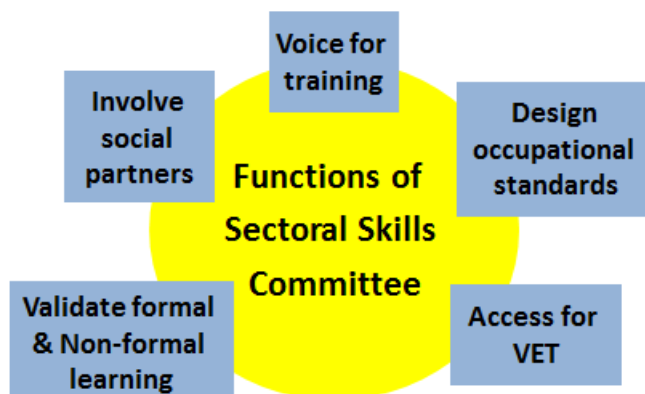 Voice for
training
Involve
social
partners
Design
occupational
standards
Functions of
Sectoral Skills
Committee
Validate formal
& Non-formal
learning
Access for
VET